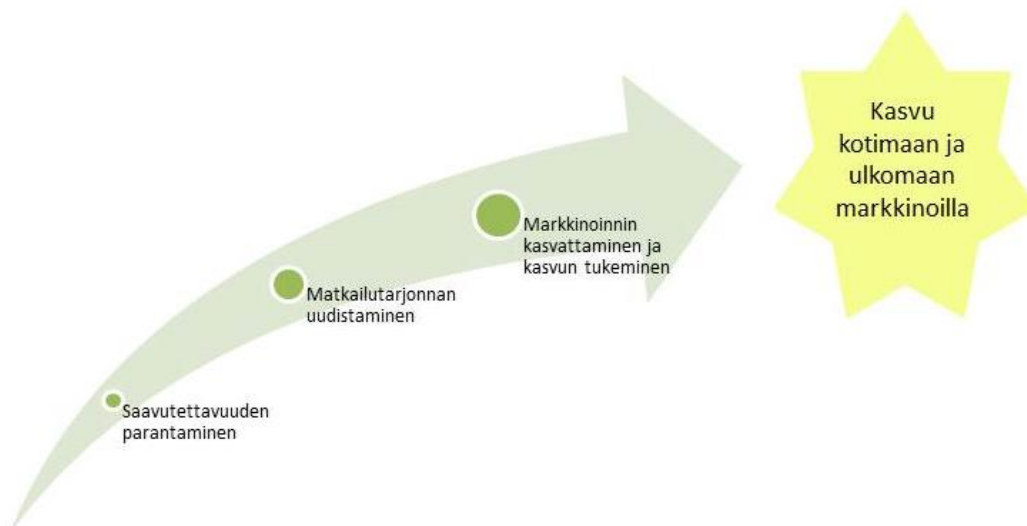 Kasvu
kotimaan ja
ulkomaan
markkinoilla
Markkinoinnin
kasvattaminen ja
kasvun tukeminen
Matkailutarjonnan
uudistaminen
Saavutettavuuden
parantaminen